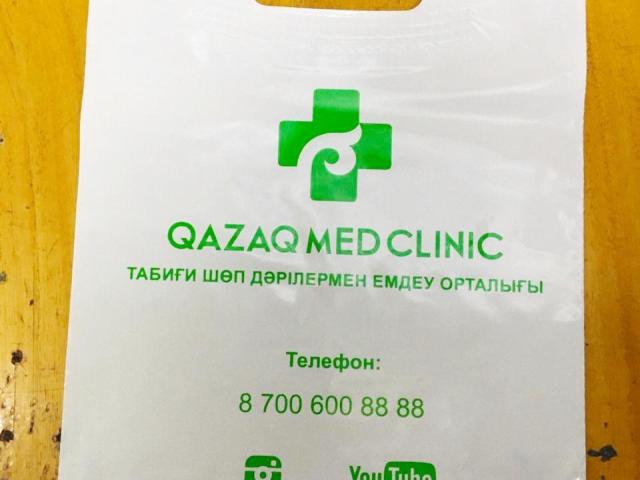 QAZAQ MED CLINIC
ТАБИҒИ ШӨП ДӘРІЛЕРМЕН ЕМДЕУ ОРТАЛЫҒЫ
Телефон:
8 700 600 88 88
YouTube